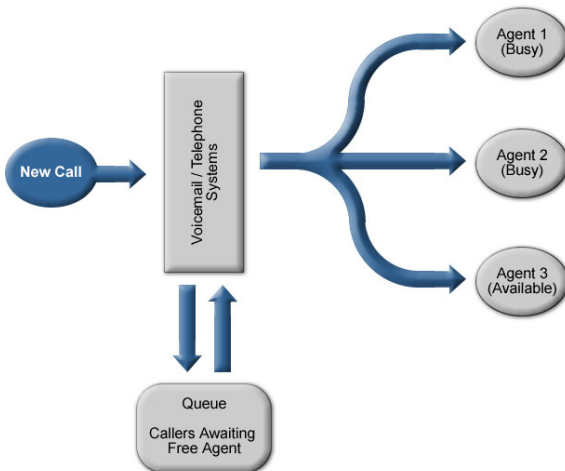 New Call
Voicemail / Telephone
Systems
Agent 1
(Busy)
Agent 2
(Busy)
Agent 3
(Available)
Queue
Callers Awaiting
Free Agent